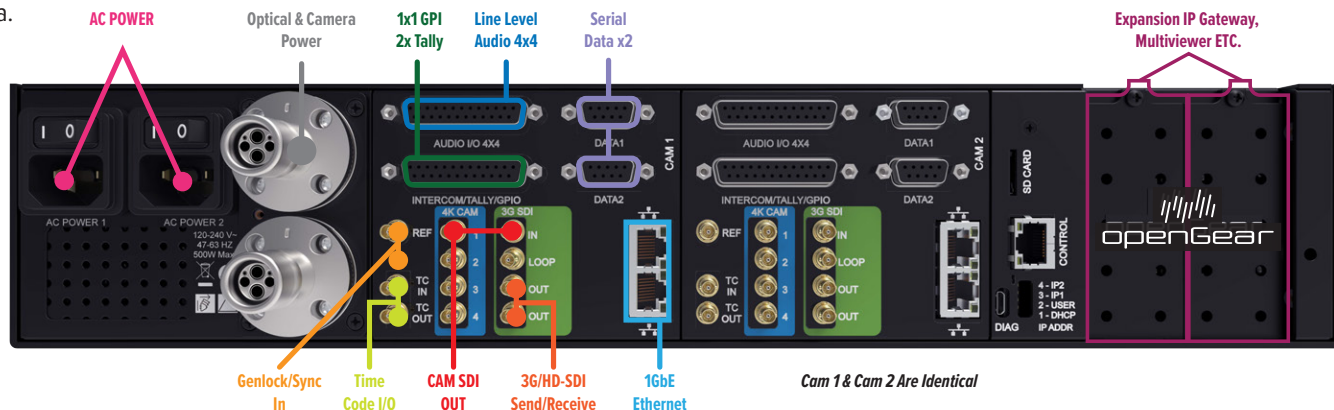 a.
AC POWER
Optical & Camera
Power
1x1 GPI
2x Tally
Line Level
Audio 4x4
Serial
Data x2
Expansion IP Gateway,
Multiviewer ETC.
I O
I O
AC POWER 1
AC POWER 2
120-240 V~
47-63 HZ
500W Max
AUDIO I/O 4X4
DATA1
INTERCOM/TALLY/GPIO
DATA2
CAM 1
4K CAM
3G SDI
REF
1
IN
2
LOOP
TC
IN
3
OUT
TC
OUT
4
OUT
AUDIO I/O 4X4
DATA1
INTERCOM/TALLY/GPIO
DATA2
CAM 2
4K CAM
3G SDI
REF
1
IN
2
LOOP
TC
IN
3
OUT
TC
OUT
4
OUT
SD CARD
CONTROL
4 - IP2
3 - IP1
2 - USER
1 - DHCP
DIAG
IP ADDR
openGear
Genlock/Sync
In
Time
Code I/O
CAM SDI
OUT
3G/HD-SDI
Send/Receive
1GbE
Ethernet
Cam 1 & Cam 2 Are Identical